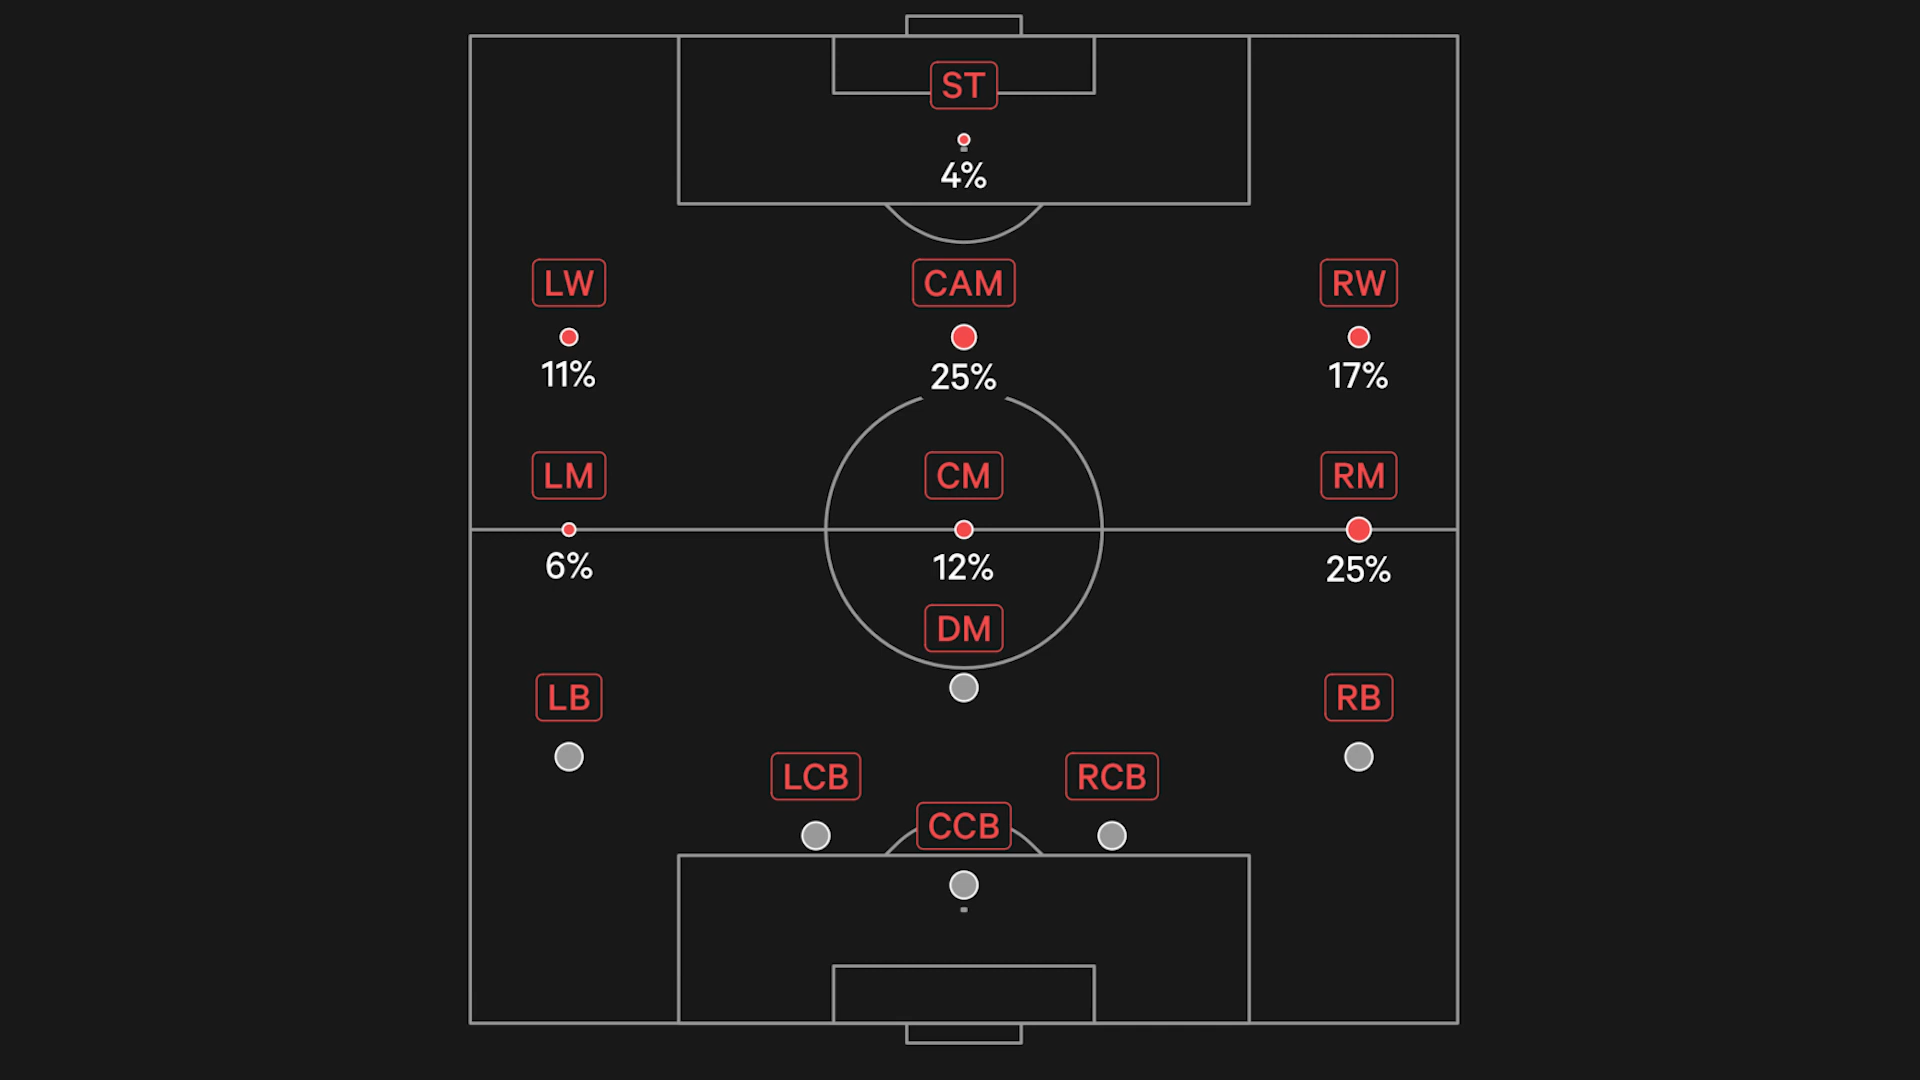 ST
4%
LW
CAM
RW
11%
25%
17%
LM
CM
RM
6%
12%
25%
DM
LB
RB
LCB
RCB
CCB